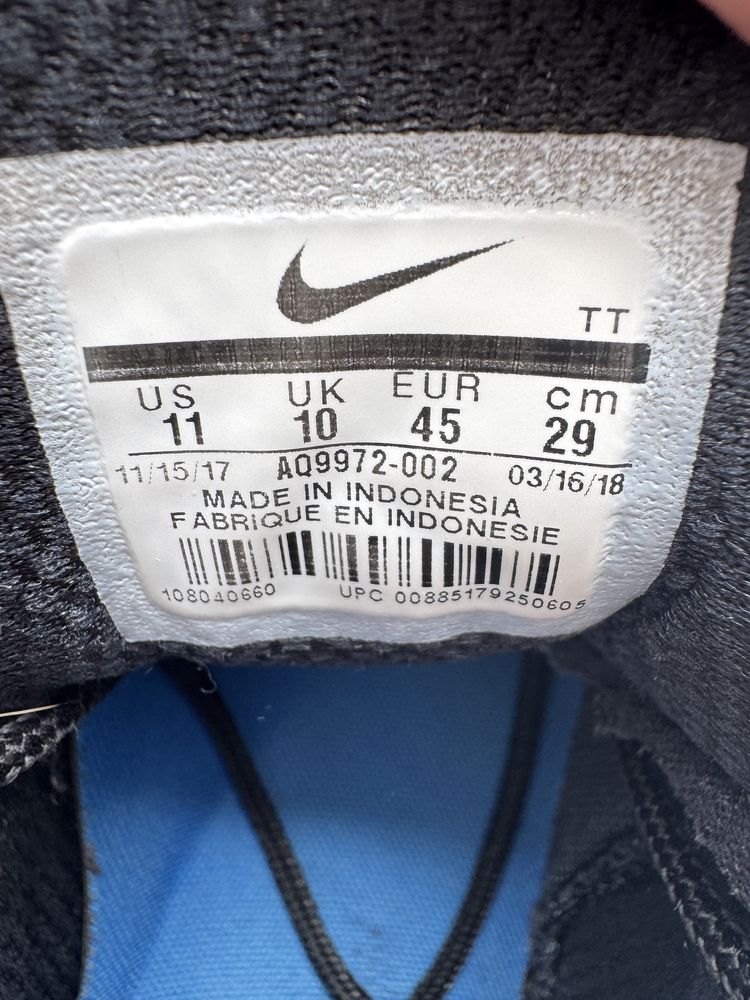 TT
US UK EUR cm
11 10 45 29
11/15/17 AQ9972-002 03/16/18
MADE IN INDONESIA
FABRIQUE EN INDONESIE
108040660 UPC 00885179250605